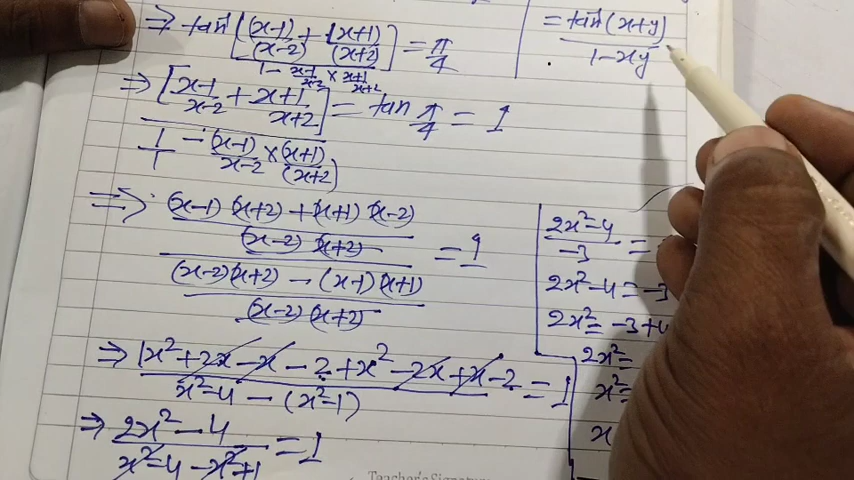 ⇒ tan⁻¹[((x-1)/(x-2) + (x+1)/(x+2))/(1 - (x-1)/(x-2) × (x+1)/(x+2))] = π/4
= tan⁻¹(x+y)/(1-xy)
⇒ [(x-1)/(x-2) + (x+1)/(x+2)]/(1/1 - (x-1)/(x-2) × (x+1)/(x+2)) = tan π/4 = 1
⇒ ((x-1)(x+2) + (x+1)(x-2))/((x-2)(x+2)) / ((x-2)(x+2) - (x-1)(x+1))/((x-2)(x+2)) = 1
⇒ (x²+2x-x-2+x²-2x+x-2)/(x²-4-(x²-1)) = 1
⇒ (2x²-4)/(x²-4-x²+1) = 1
(2x²-4)/-3 =
2x²-4 = -3
2x² = -3+4
2x² =
x² =
x
Teacher's Signature